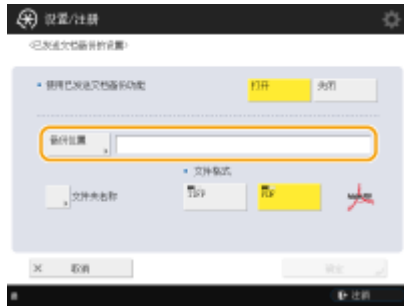 设置/注册
<已发送文档备份的设置>
使用已发送文档备份功能
打开
关闭
备份位置
文件格式
文件夹名称
TIFF
PDF
取消
确定
注销